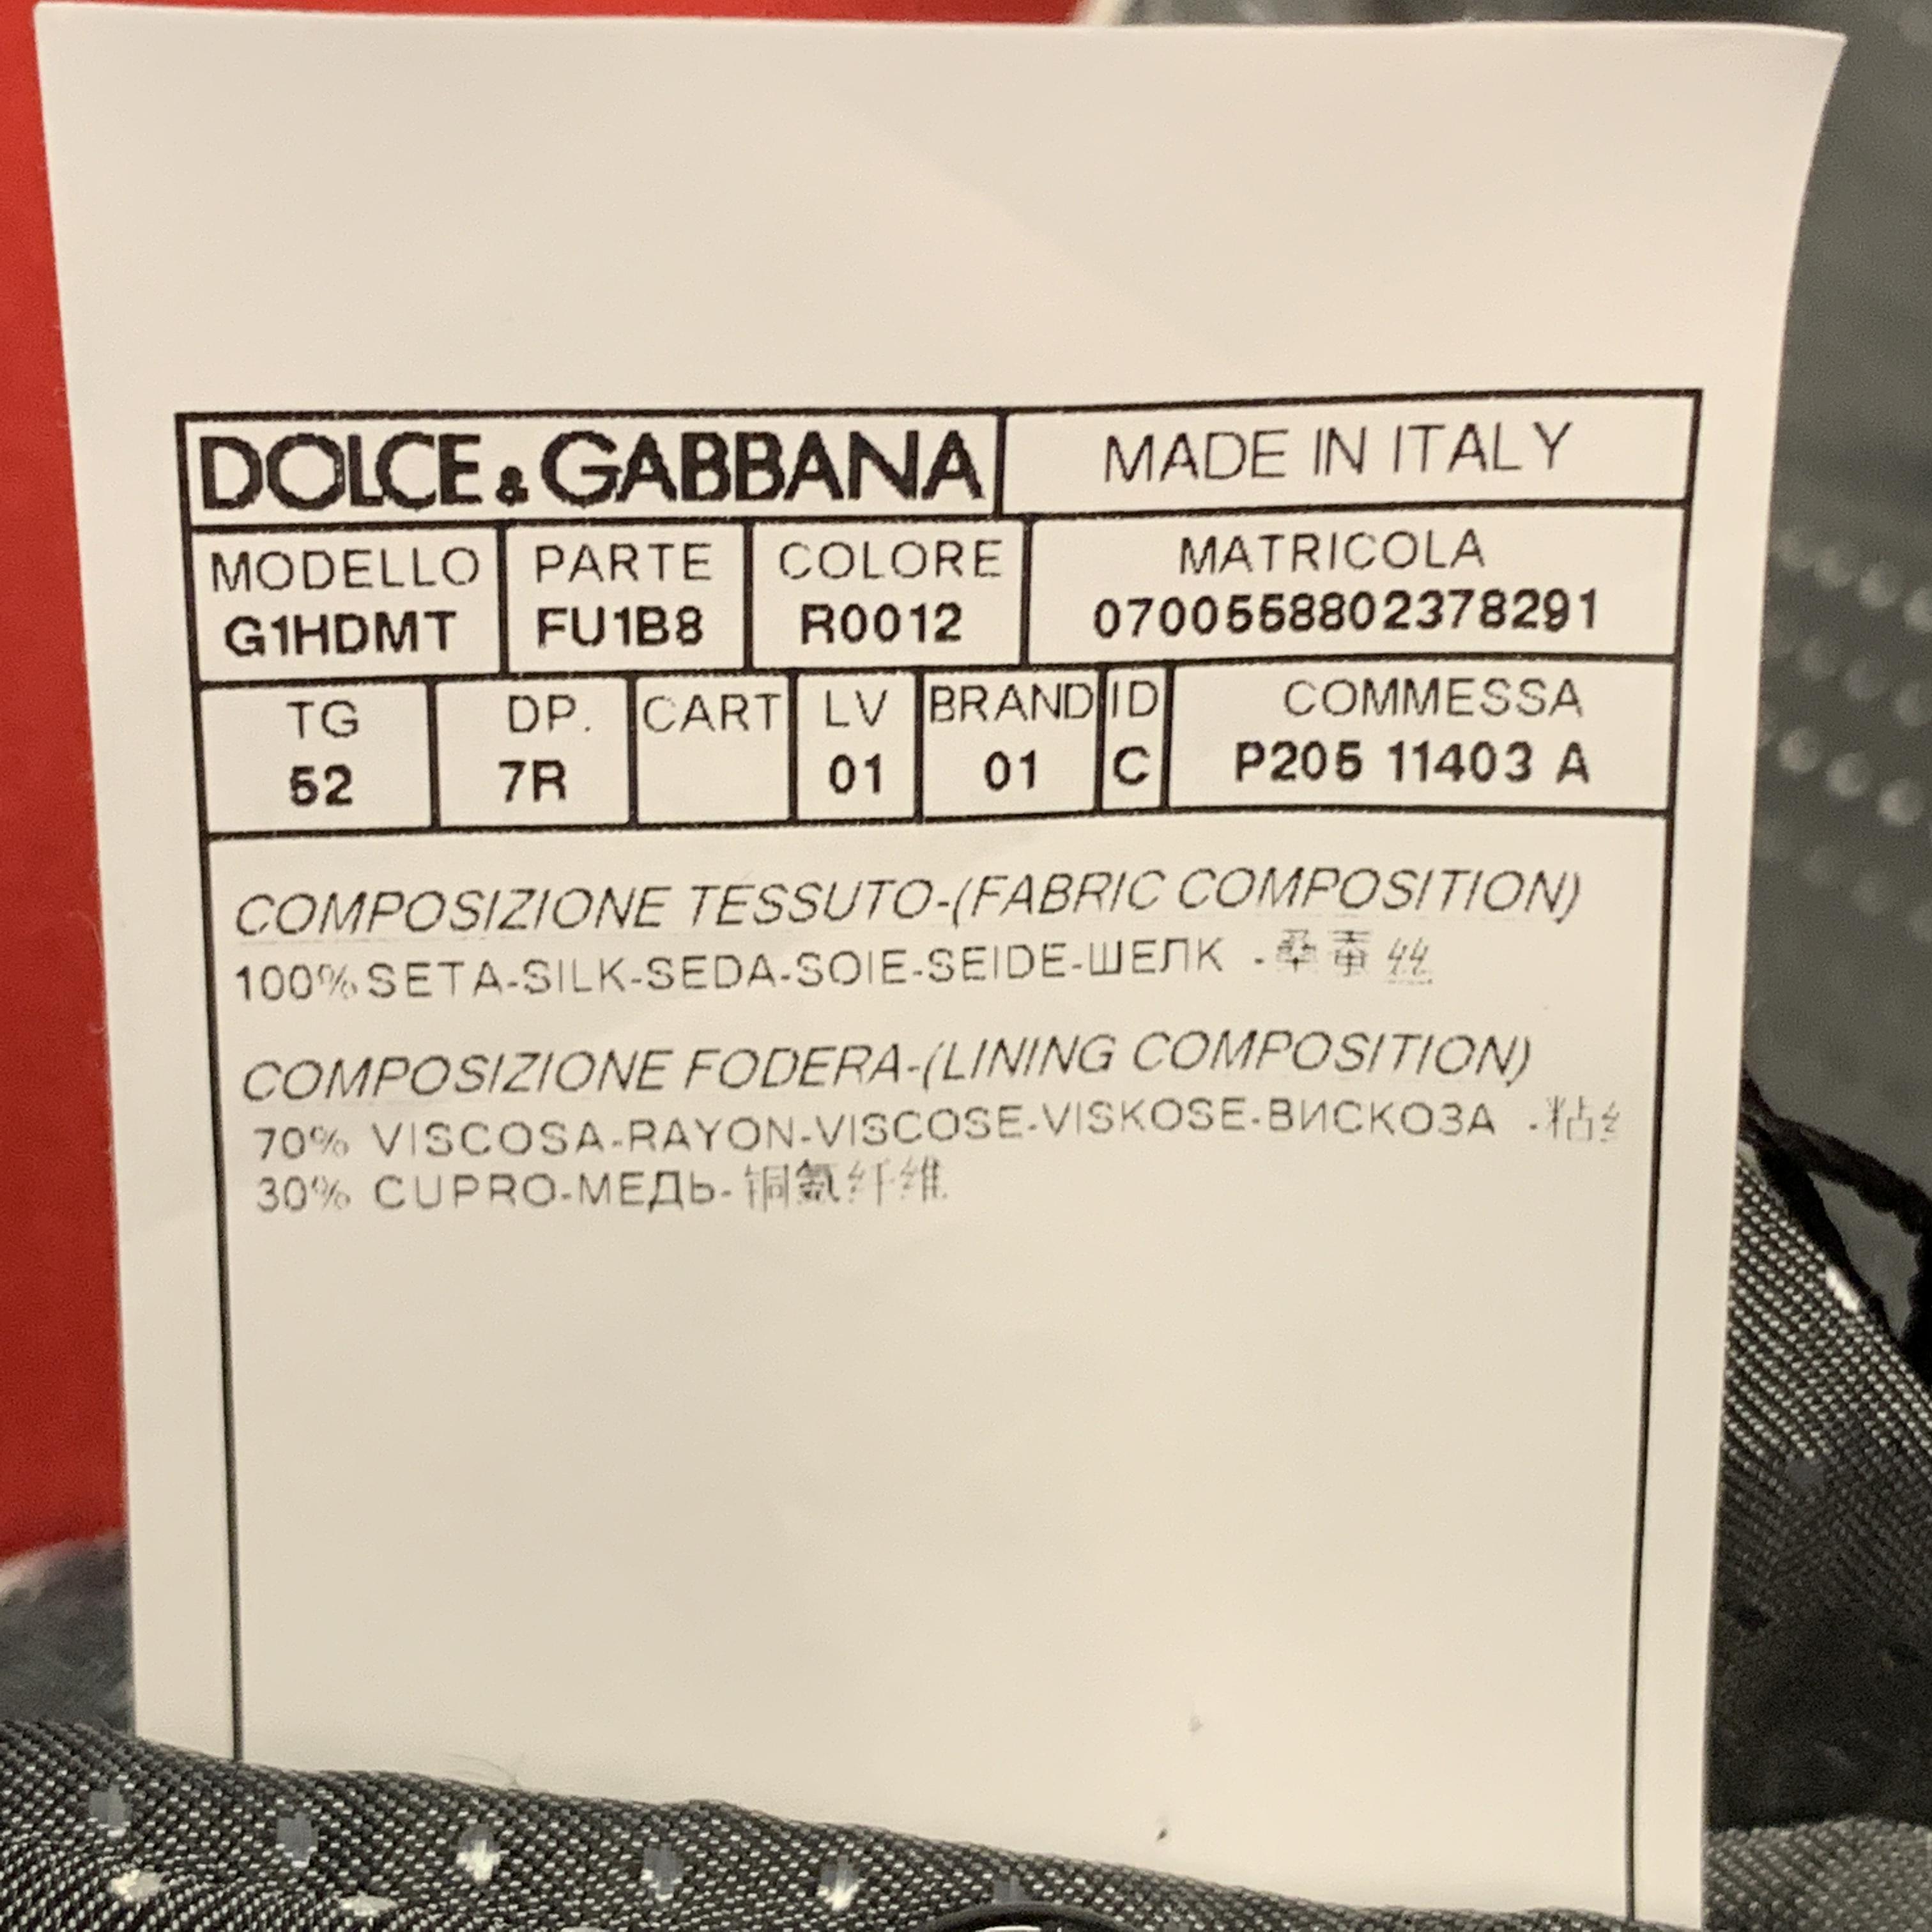 DOLCE & GABBANA MADE IN ITALY
MODELLO PARTE COLORE MATRICOLA
G1HDMT FU1B8 R0012 0700558802378291
TG DP. CART LV BRAND ID COMMESSA
52 7R 01 01 C P205 11403 A
COMPOSIZIONE TESSUTO-(FABRIC COMPOSITION)
100% SETA-SILK-SEDA-SOIE-SEIDE-ШЕЛК -桑蚕丝
COMPOSIZIONE FODERA-(LINING COMPOSITION)
70% VISCOSA-RAYON-VISCOSE-VISKOSE-ВИСКОЗА -粘
30% CUPRO-МЕДЬ-铜氨纤维